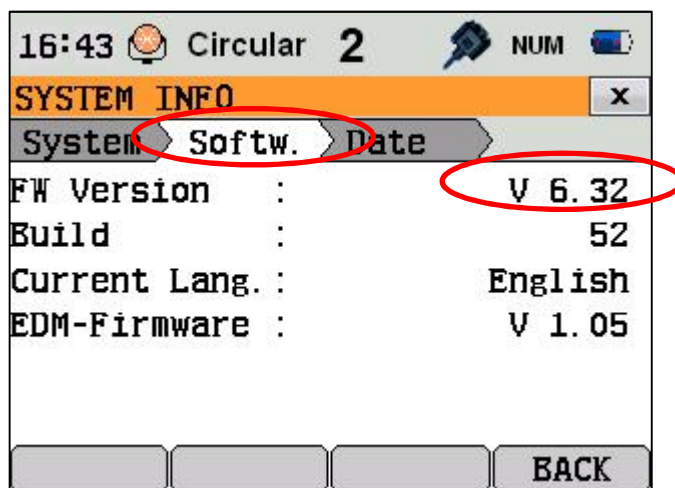 16:43 Circular 2 NUM
SYSTEM INFO x
System Softw. Date
FW Version : V 6.32
Build : 52
Current Lang. : English
EDM-Firmware : V 1.05
BACK